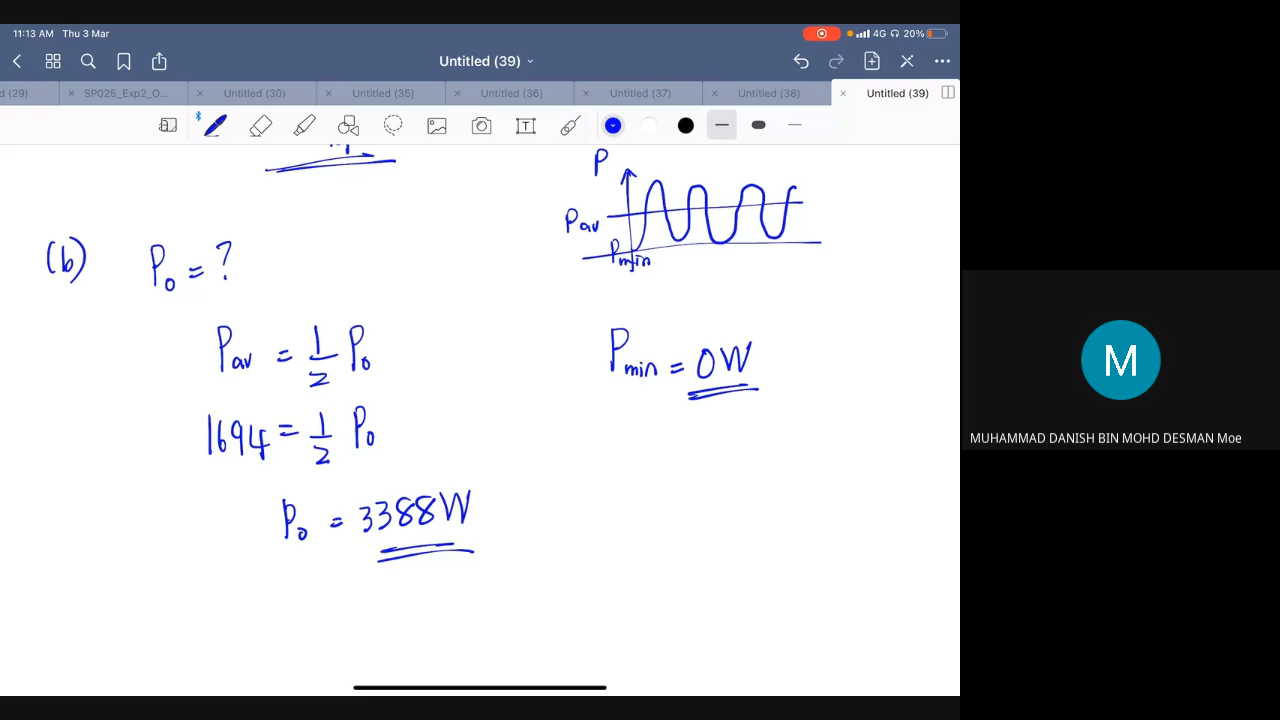 11:13 AM Thu 3 Mar
4G 20%
Untitled (39)
d (29)
SP025_Exp2_O...
Untitled (30)
Untitled (35)
Untitled (36)
Untitled (37)
Untitled (38)
Untitled (39)
T
P
Pav
Pmin
(b) P0 = ?
Pav = 1/2 P0
Pmin = 0W
1694 = 1/2 P0
P0 = 3388W
M
MUHAMMAD DANISH BIN MOHD DESMAN Moe